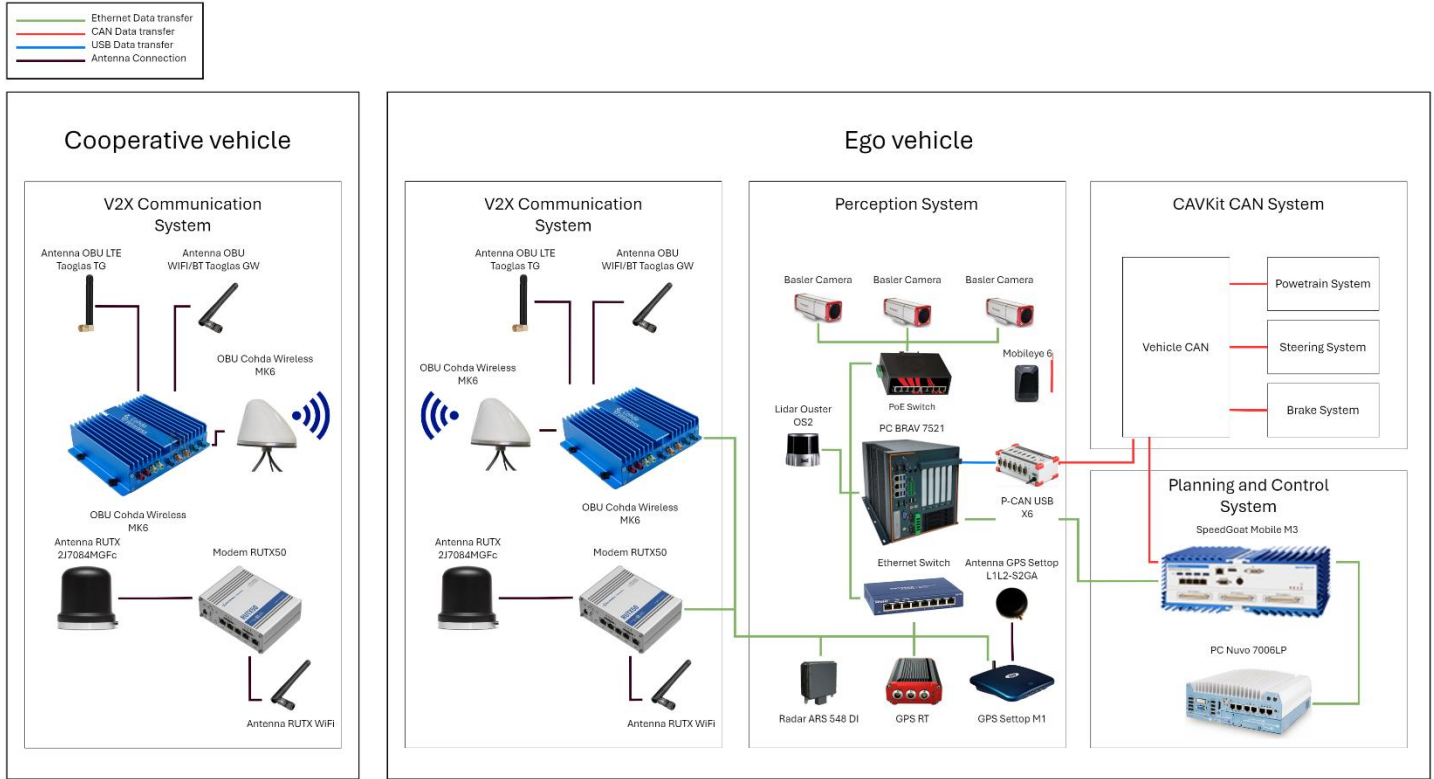 Ethernet Data transfer
CAN Data transfer
USB Data transfer
Antenna Connection
Cooperative vehicle
V2X Communication
System
Antenna OBU LTE
Taoglas TG
Antenna OBU
WIFI/BT Taoglas GW
OBU Cohda Wireless
MK6
OBU Cohda Wireless
MK6
Antenna RUTX
2J7084MGFc
Modem RUTX50
Antenna RUTX WiFi
Ego vehicle
V2X Communication
System
Antenna OBU LTE
Taoglas TG
Antenna OBU
WIFI/BT Taoglas GW
OBU Cohda Wireless
MK6
OBU Cohda Wireless
MK6
Antenna RUTX
2J7084MGFc
Modem RUTX50
Antenna RUTX WiFi
Perception System
Basler Camera
Basler Camera
Basler Camera
Mobileye 6
PoE Switch
Lidar Ouster
OS2
PC BRAV 7521
P-CAN USB
X6
Ethernet Switch
Antenna GPS Settop
L1L2-S2GA
Radar ARS 548 DI
GPS RT
GPS Settop M1
CAVKit CAN System
Vehicle CAN
Powetrain System
Steering System
Brake System
Planning and Control
System
SpeedGoat Mobile M3
PC Nuvo 7006LP